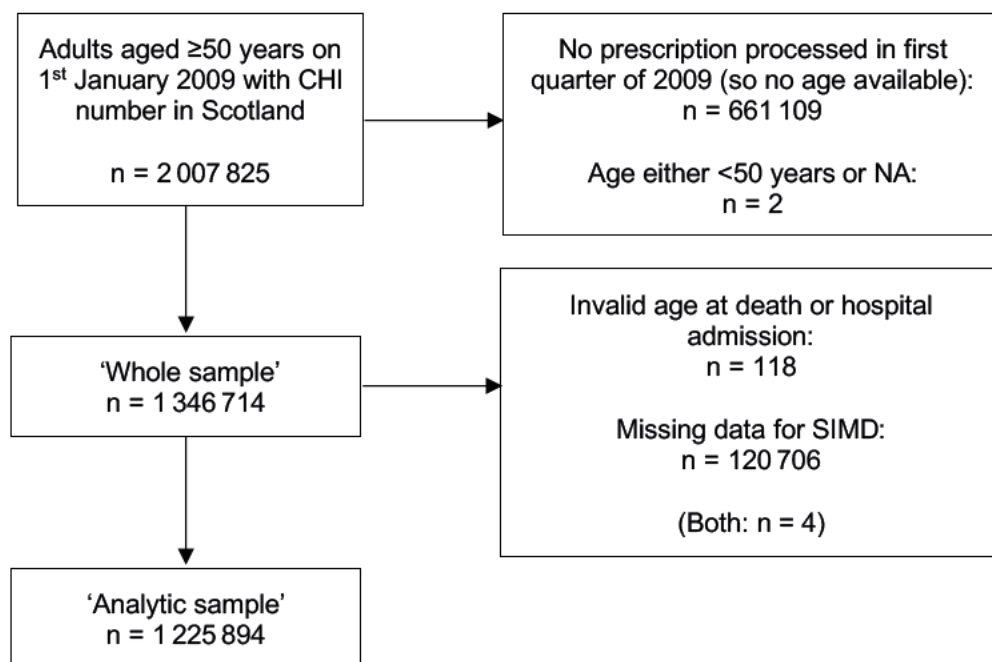 Adults aged ≥50 years on
1st January 2009 with CHI
number in Scotland
n = 2 007 825
No prescription processed in first
quarter of 2009 (so no age available):
n = 661 109
Age either <50 years or NA:
n = 2
‘Whole sample’
n = 1 346 714
Invalid age at death or hospital
admission:
n = 118
Missing data for SIMD:
n = 120 706
(Both: n = 4)
‘Analytic sample’
n = 1 225 894